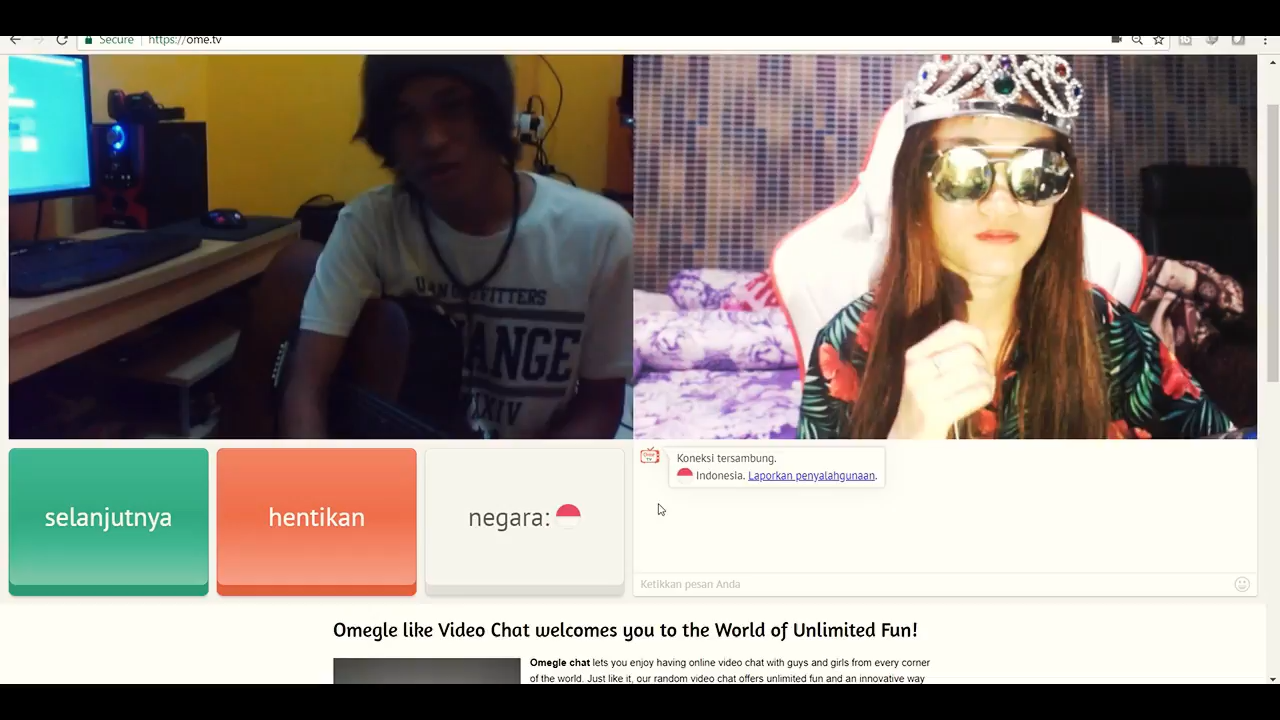 Secure https://ome.tv
ANGE
XXIV
Koneksi tersambung.
Indonesia. Laporkan penyalahgunaan.
selanjutnya
hentikan
negara:
Ketikkan pesan Anda
Omegle like Video Chat welcomes you to the World of Unlimited Fun!
Omegle chat lets you enjoy having online video chat with guys and girls from every corner
of the world. Just like it, our random video chat offers unlimited fun and an innovative way